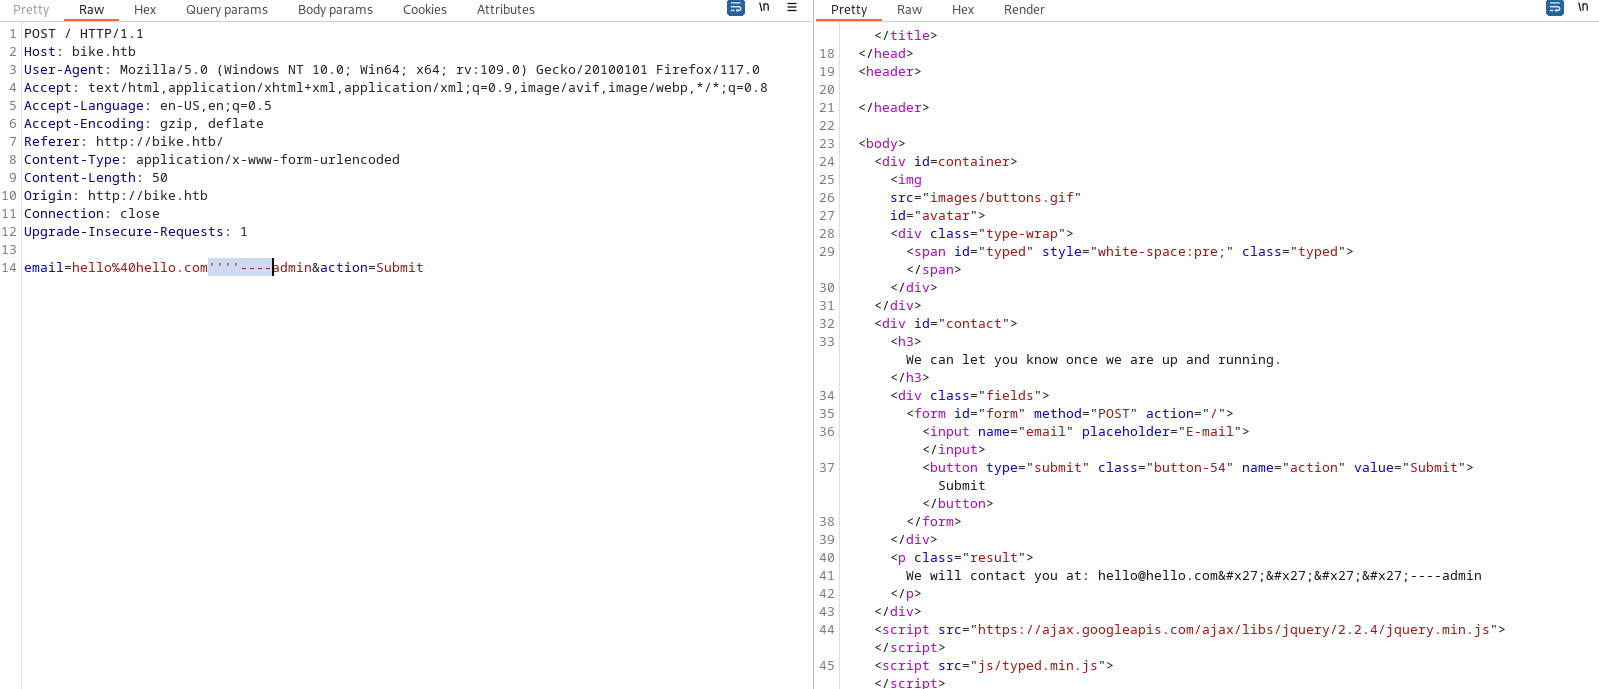 Pretty Raw Hex Query params Body params Cookies Attributes \n
1 POST / HTTP/1.1
2 Host: bike.htb
3 User-Agent: Mozilla/5.0 (Windows NT 10.0; Win64; x64; rv:109.0) Gecko/20100101 Firefox/117.0
4 Accept: text/html,application/xhtml+xml,application/xml;q=0.9,image/avif,image/webp,*/*;q=0.8
5 Accept-Language: en-US,en;q=0.5
6 Accept-Encoding: gzip, deflate
7 Referer: http://bike.htb/
8 Content-Type: application/x-www-form-urlencoded
9 Content-Length: 50
10 Origin: http://bike.htb
11 Connection: close
12 Upgrade-Insecure-Requests: 1
13
14 email=hello%40hello.com''''----admin&action=Submit
Pretty Raw Hex Render \n
</title>
18 </head>
19 <header>
20
21 </header>
22
23 <body>
24 <div id=container>
25 <img
26 src="images/buttons.gif"
27 id="avatar">
28 <div class="type-wrap">
29 <span id="typed" style="white-space:pre;" class="typed">
</span>
30 </div>
31 </div>
32 <div id="contact">
33 <h3>
We can let you know once we are up and running.
</h3>
34 <div class="fields">
35 <form id="form" method="POST" action="/">
36 <input name="email" placeholder="E-mail">
</input>
37 <button type="submit" class="button-54" name="action" value="Submit">
Submit
</button>
38 </form>
39 </div>
40 <p class="result">
41 We will contact you at: hello@hello.com&#x27;&#x27;&#x27;&#x27;----admin
42 </p>
43 </div>
44 <script src="https://ajax.googleapis.com/ajax/libs/jquery/2.2.4/jquery.min.js">
</script>
45 <script src="js/typed.min.js">
</script>